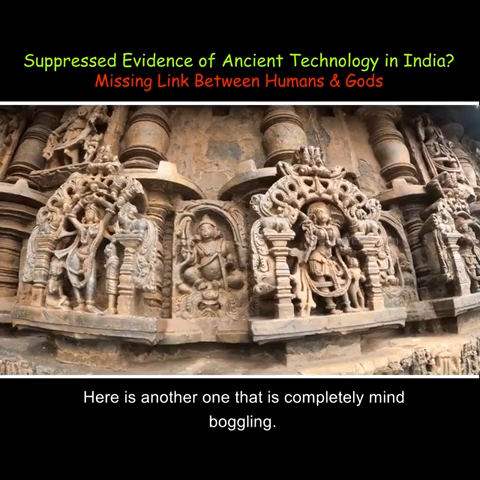 Suppressed Evidence of Ancient Technology in India?
Missing Link Between Humans & Gods
Here is another one that is completely mind
boggling.